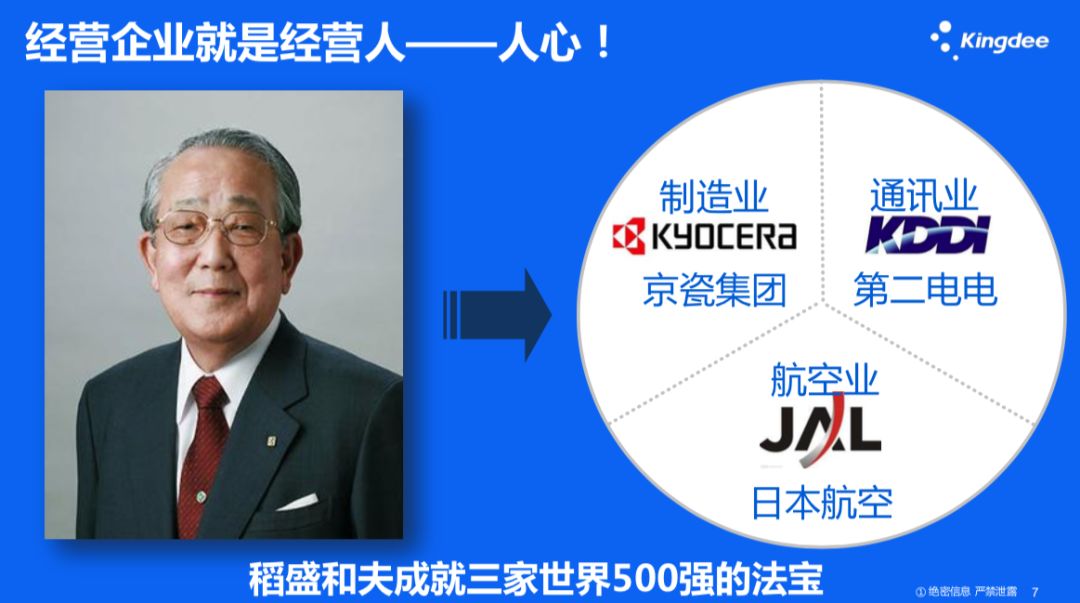 经营企业就是经营人——人心！
Kingdee
制造业
KYOCERA
京瓷集团
通讯业
KDDI
第二电电
航空业
JAL
日本航空
稻盛和夫成就三家世界500强的法宝
① 绝密信息 严禁泄露 7